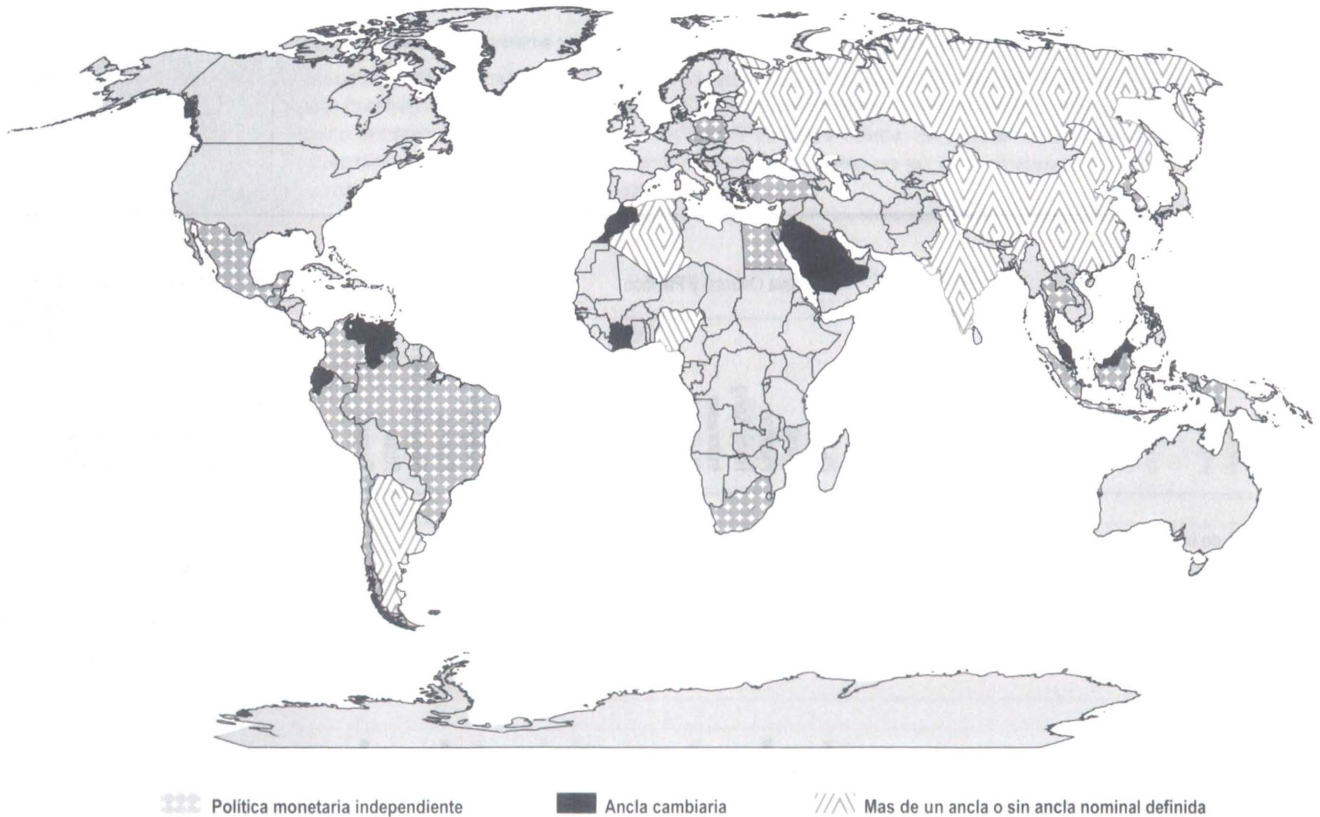 Política monetaria independiente
Ancla cambiaria
Mas de un ancla o sin ancla nominal definida